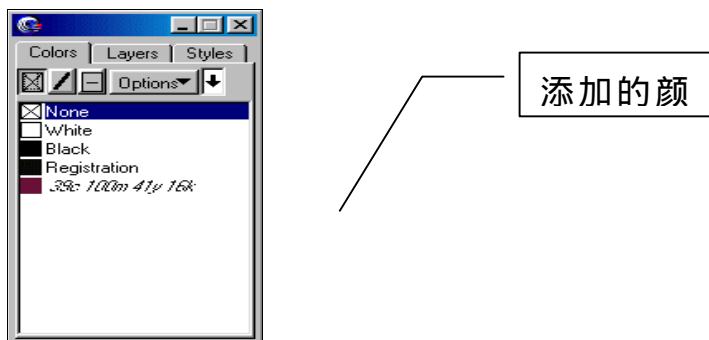 Colors Layers Styles
Options
None
White
Black
Registration
39c 100m 41y 16k
添加的颜